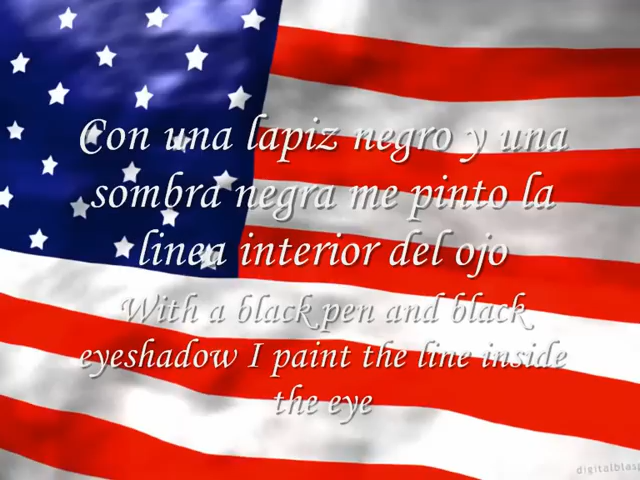 Con una lapiz negro y una
sombra negra me pinto la
linea interior del ojo
With a black pen and black
eyeshadow I paint the line inside
the eye
digitalblasp